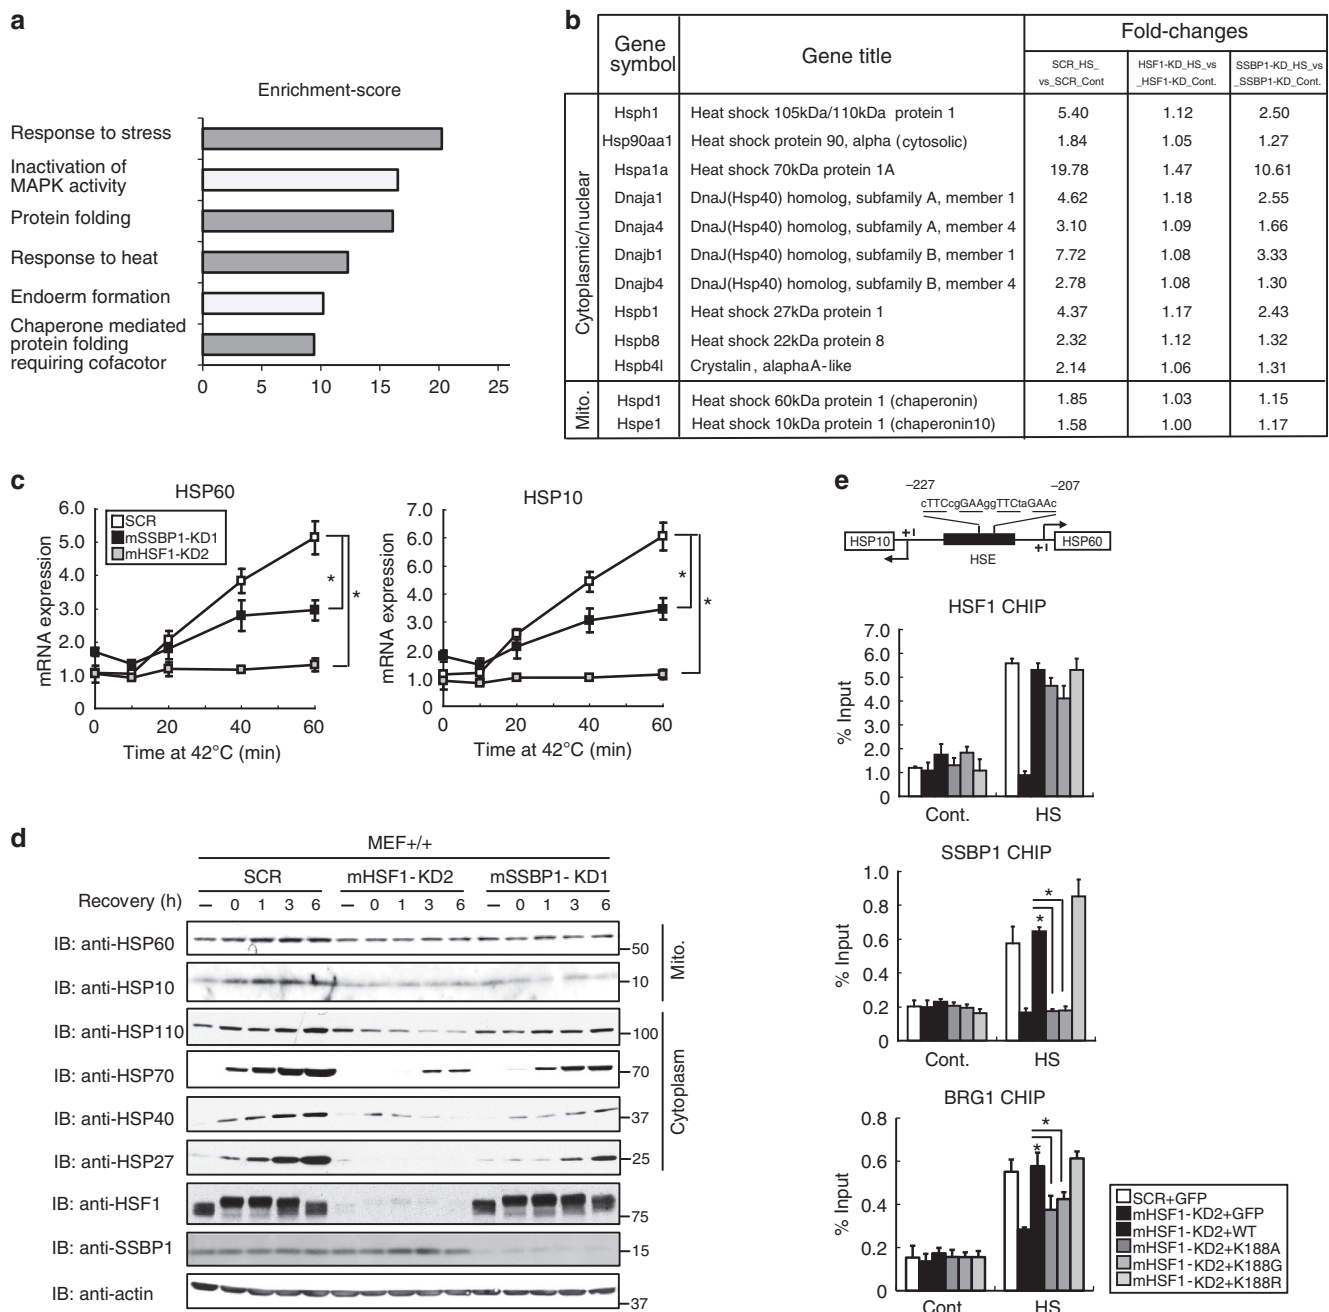 a
Enrichment-score
Response to stress
Inactivation of
MAPK activity
Protein folding
Response to heat
Endoerm formation
Chaperone mediated
protein folding
requiring cofacotor
0 5 10 15 20 25
b
Gene symbol Gene title Fold-changes
SCR_HS_ vs_SCR_Cont HSF1-KD_HS_vs _HSF1-KD_Cont. SSBP1-KD_HS_vs _SSBP1-KD_Cont.
Cytoplasmic/nuclear
Hsph1 Heat shock 105kDa/110kDa protein 1 5.40 1.12 2.50
Hsp90aa1 Heat shock protein 90, alpha (cytosolic) 1.84 1.05 1.27
Hspa1a Heat shock 70kDa protein 1A 19.78 1.47 10.61
Dnaja1 DnaJ(Hsp40) homolog, subfamily A, member 1 4.62 1.18 2.55
Dnaja4 DnaJ(Hsp40) homolog, subfamily A, member 4 3.10 1.09 1.66
Dnajb1 DnaJ(Hsp40) homolog, subfamily B, member 1 7.72 1.08 3.33
Dnajb4 DnaJ(Hsp40) homolog, subfamily B, member 4 2.78 1.08 1.30
Hspb1 Heat shock 27kDa protein 1 4.37 1.17 2.43
Hspb8 Heat shock 22kDa protein 8 2.32 1.12 1.32
Hspb4l Crystalin, alaphaA-like 2.14 1.06 1.31
Mito.
Hspd1 Heat shock 60kDa protein 1 (chaperonin) 1.85 1.03 1.15
Hspe1 Heat shock 10kDa protein 1 (chaperonin10) 1.58 1.00 1.17
c
HSP60
mRNA expression
6.0
5.0
4.0
3.0
2.0
1.0
0
SCR
mSSBP1-KD1
mHSF1-KD2
*
*
0 20 40 60
Time at 42°C (min)
HSP10
mRNA expression
7.0
6.0
5.0
4.0
3.0
2.0
1.0
0
*
*
0 20 40 60
Time at 42°C (min)
d
MEF+/+
SCR mHSF1-KD2 mSSBP1- KD1
Recovery (h) – 0 1 3 6 – 0 1 3 6 – 0 1 3 6
IB: anti-HSP60 50
IB: anti-HSP10 10
Mito.
IB: anti-HSP110 100
IB: anti-HSP70 70
IB: anti-HSP40 37
IB: anti-HSP27 25
Cytoplasm
IB: anti-HSF1 75
IB: anti-SSBP1 15
IB: anti-actin 37
e
–227 –207
cTTCcgGAAggTTCtaGAAc
HSP10 +1 HSE +1 HSP60
HSF1 CHIP
% Input
7.0
6.0
5.0
4.0
3.0
2.0
1.0
0
Cont. HS
SSBP1 CHIP
% Input
1.0
0.8
0.6
0.4
0.2
0
*
*
Cont. HS
BRG1 CHIP
% Input
0.8
0.6
0.4
0.2
0
*
*
Cont. HS
SCR+GFP
mHSF1-KD2+GFP
mHSF1-KD2+WT
mHSF1-KD2+K188A
mHSF1-KD2+K188G
mHSF1-KD2+K188R